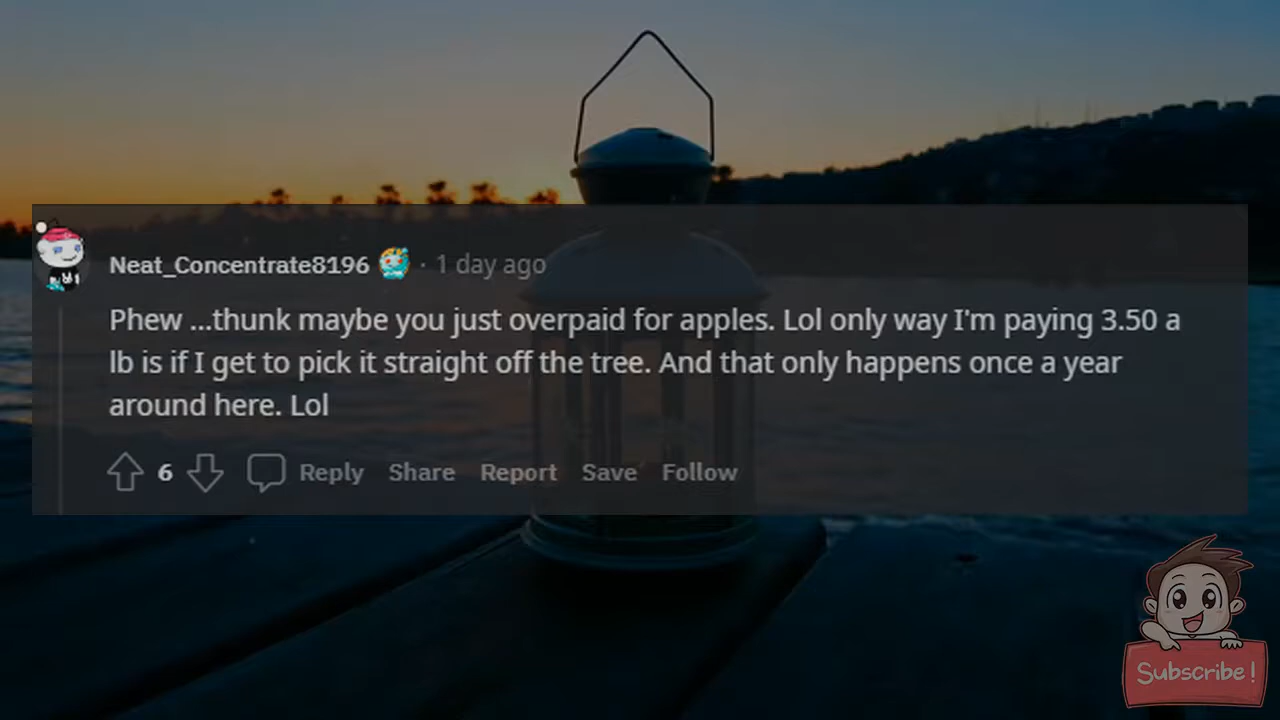 Neat_Concentrate8196 · 1 day ago
Phew ...thunk maybe you just overpaid for apples. Lol only way I'm paying 3.50 a
lb is if I get to pick it straight off the tree. And that only happens once a year
around here. Lol
6 Reply Share Report Save Follow
Subscribe!